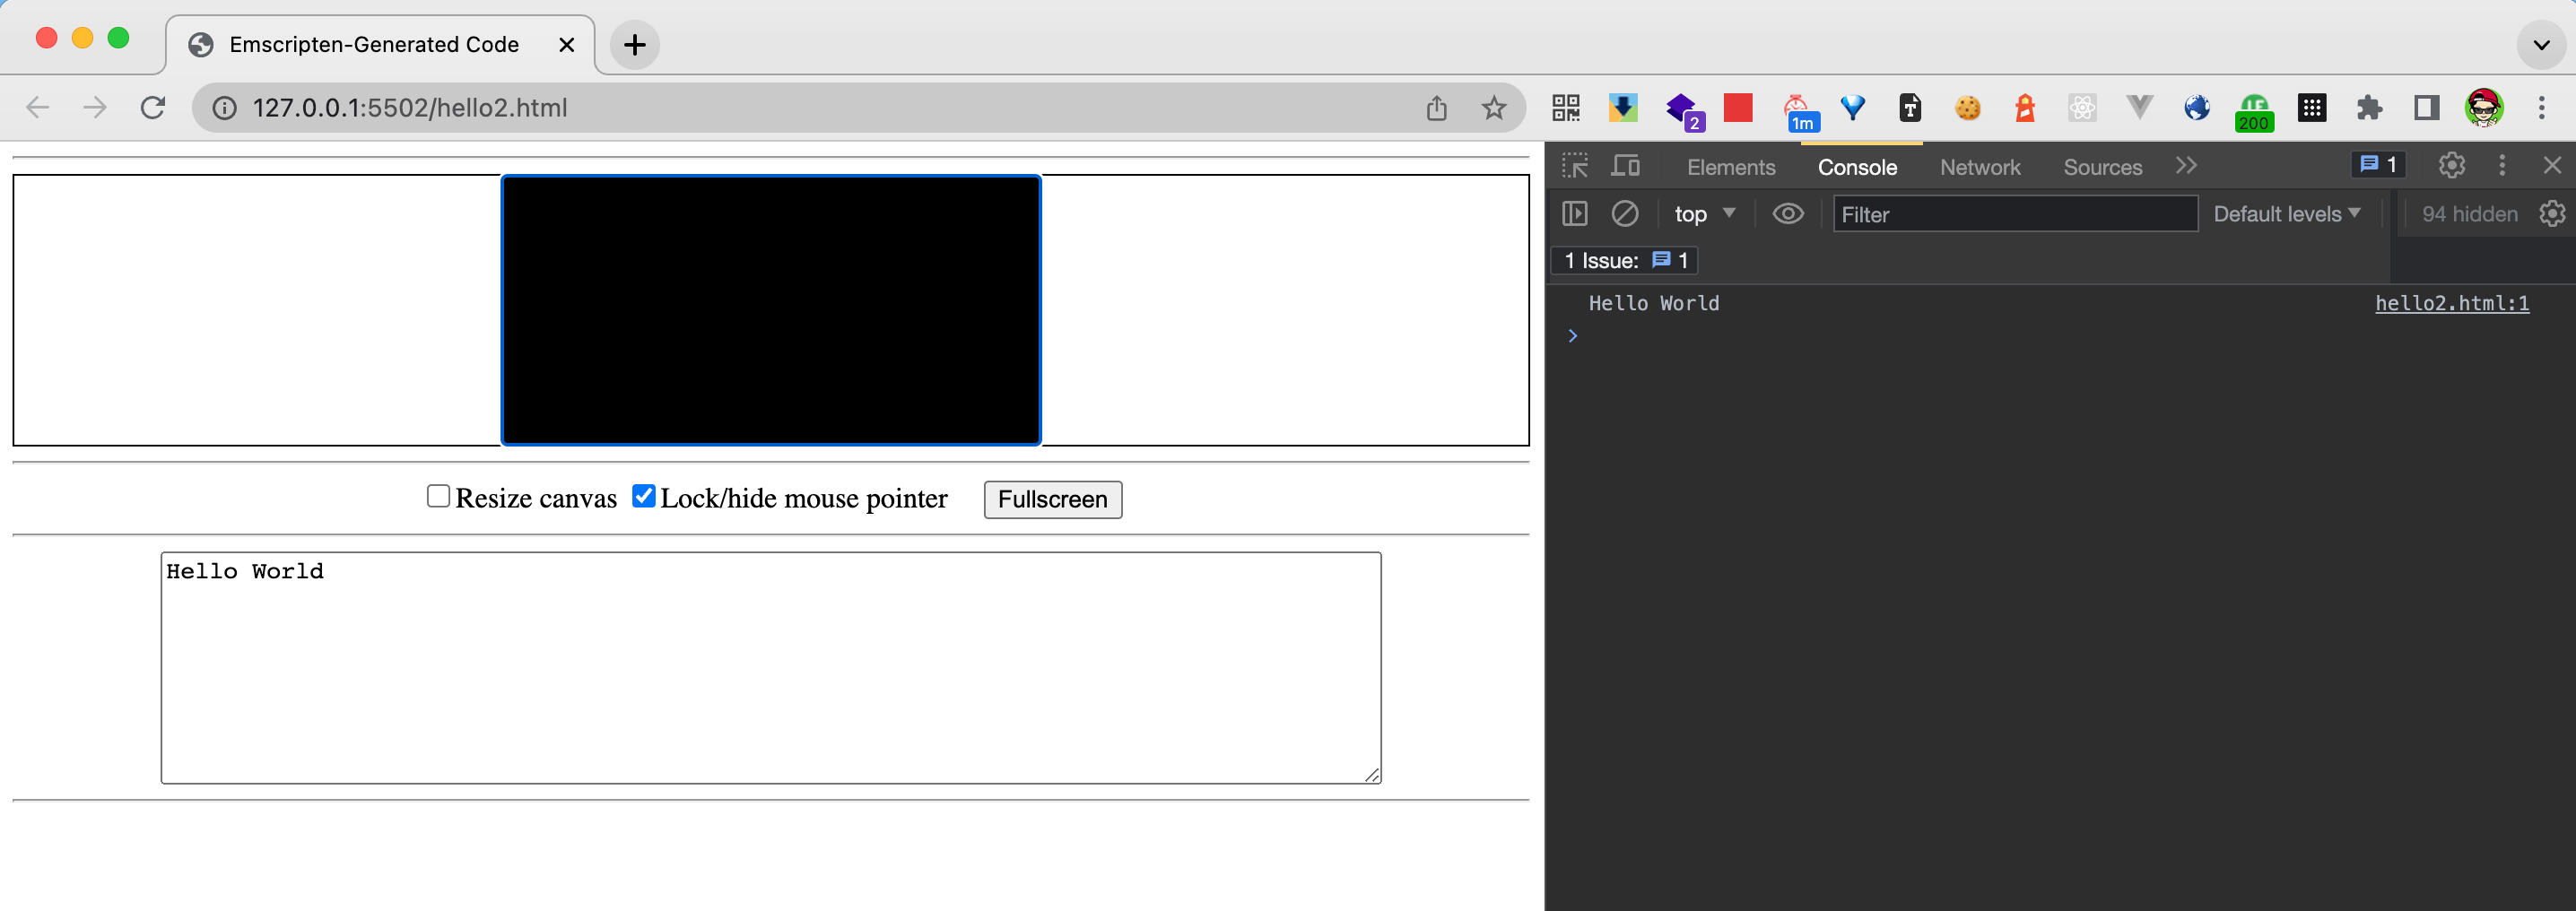 Emscripten-Generated Code
127.0.0.1:5502/hello2.html
2
1m
T
LF
200
Elements
Console
Network
Sources
1
top
Filter
Default levels
94 hidden
1 Issue: 1
Hello World hello2.html:1
Resize canvas Lock/hide mouse pointer Fullscreen
Hello World